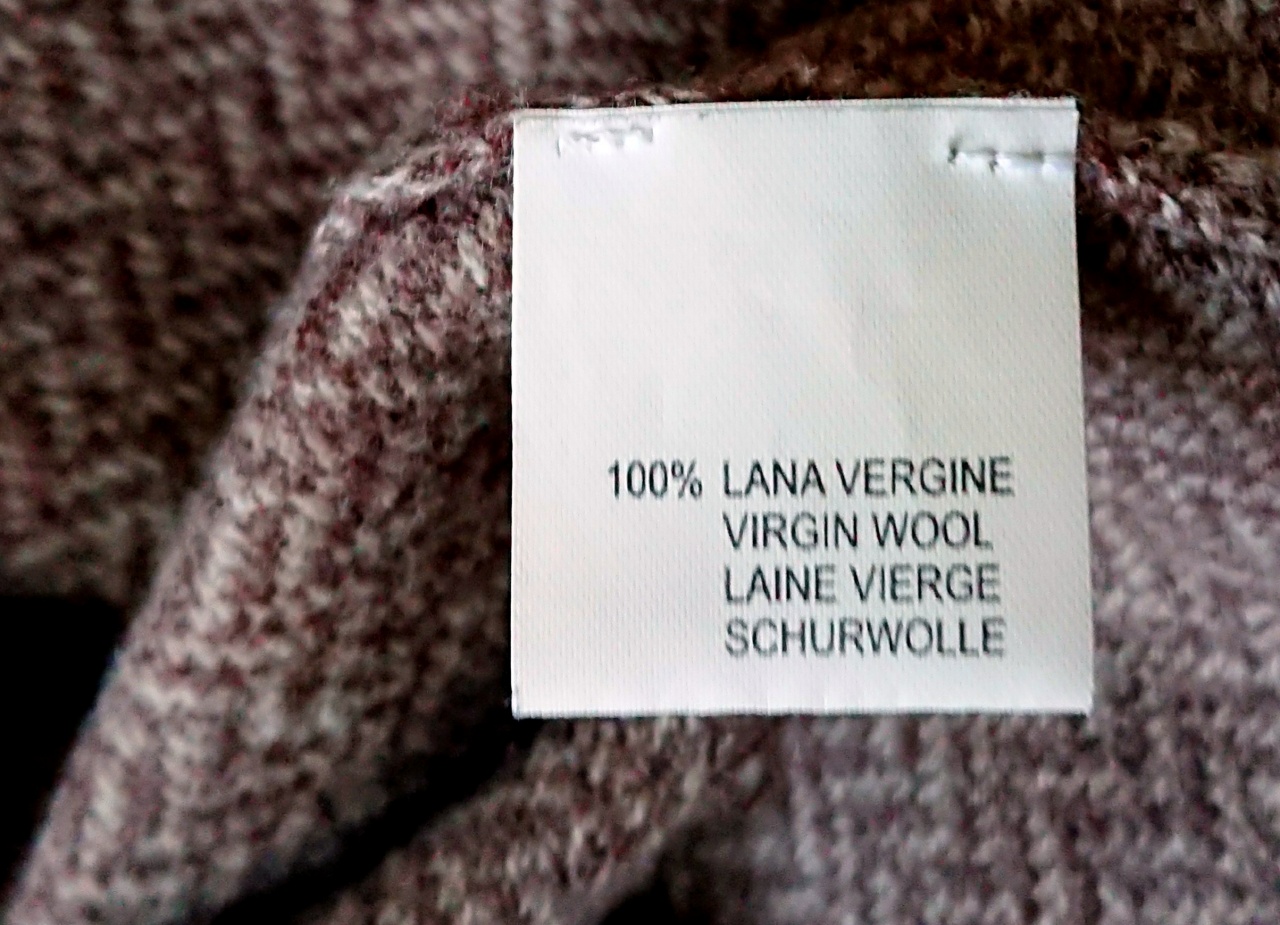 100% LANA VERGINE
VIRGIN WOOL
LAINE VIERGE
SCHURWOLLE